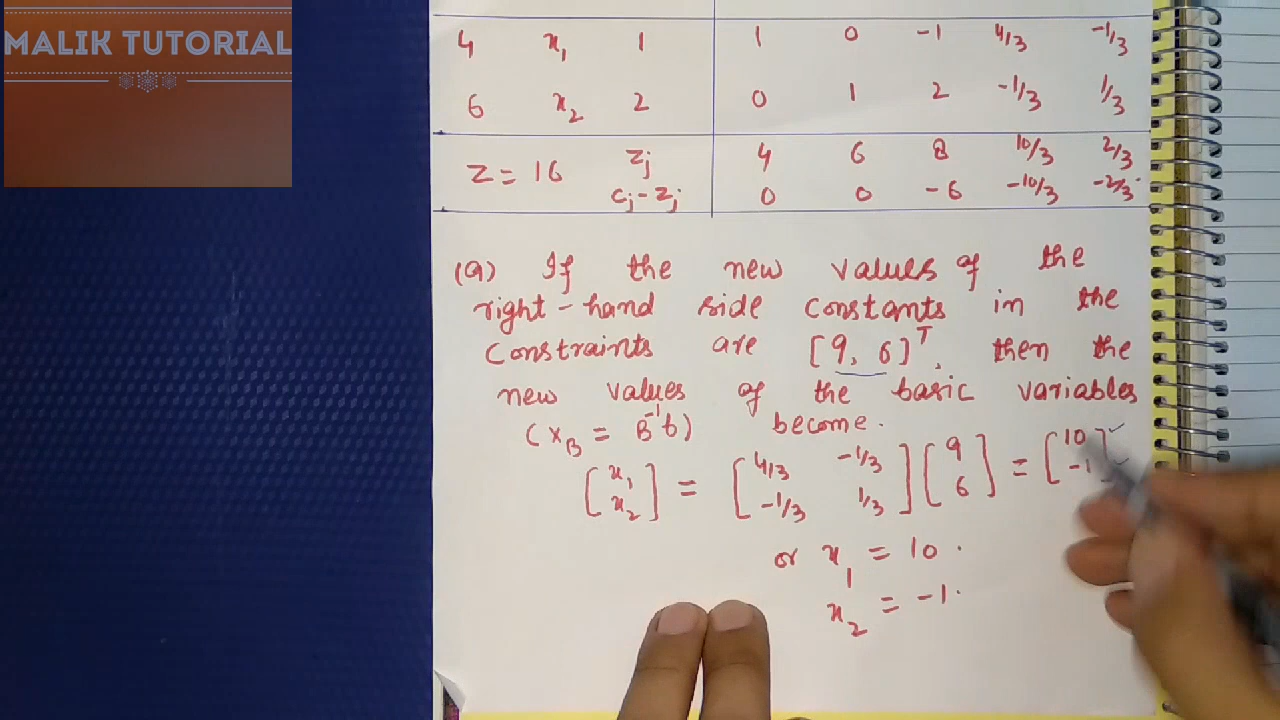 MALIK TUTORIAL
4 x₁ 1 1 0 -1 4/3 -1/3
6 x₂ 2 0 1 2 -1/3 1/3
Z = 16 Zj 4 6 8 10/3 2/3
cj - Zj 0 0 -6 -10/3 -2/3
(a) If the new values of the
right-hand side constants in the
constraints are [9, 6]ᵀ, then the
new values of the basic variables
(x_B = B⁻¹b) become.
[x₁ x₂] = [4/3 -1/3 -1/3 1/3] [9 6] = [10 -1]
or x₁ = 10.
x₂ = -1.